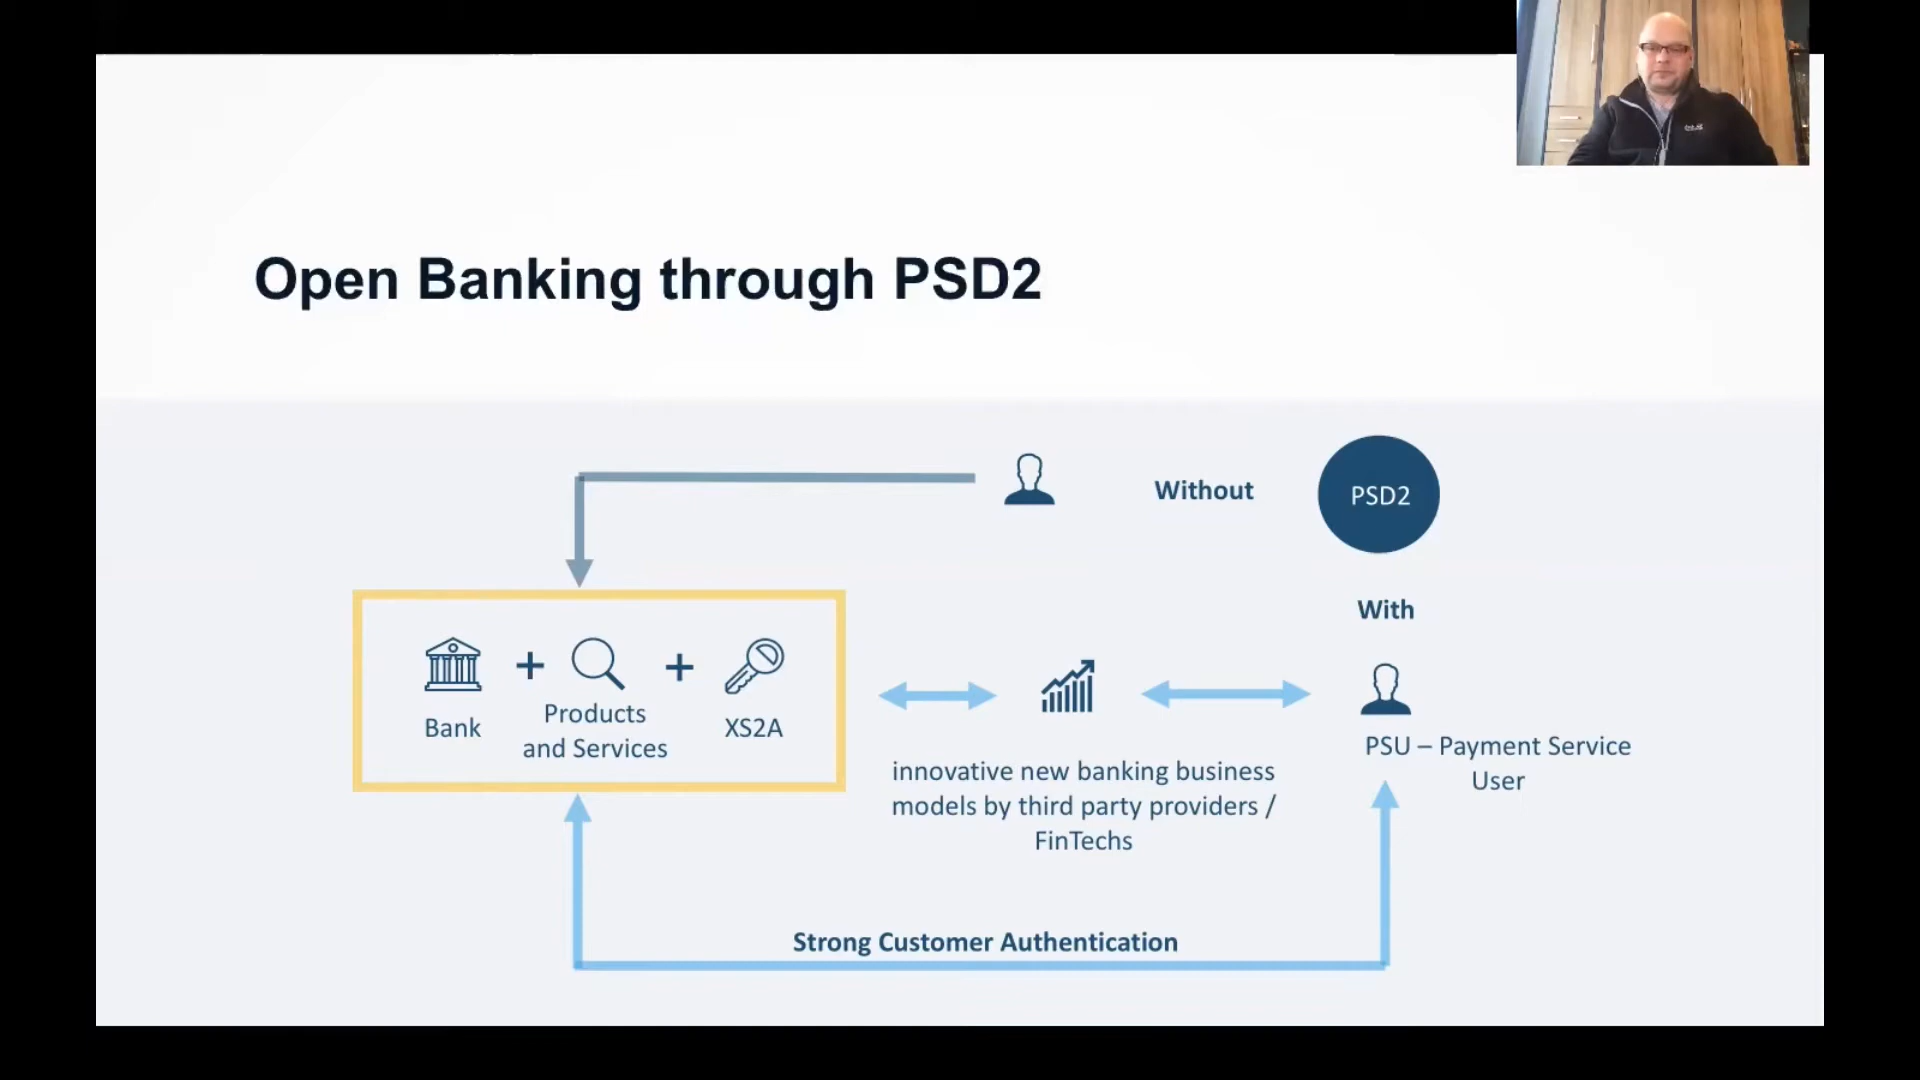 Open Banking through PSD2
Without
PSD2
With
Bank
+
Products
and Services
+
XS2A
innovative new banking business
models by third party providers /
FinTechs
PSU – Payment Service
User
Strong Customer Authentication